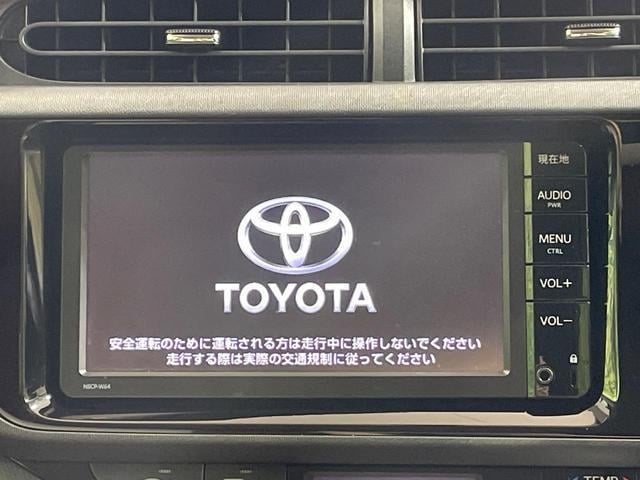 現在地
AUDIO
PWR
MENU
CTRL
VOL+
VOL−
TOYOTA
安全運転のために運転される方は走行中に操作しないでください
走行する際は実際の交通規制に従ってください
NSCP-W64
TEMP